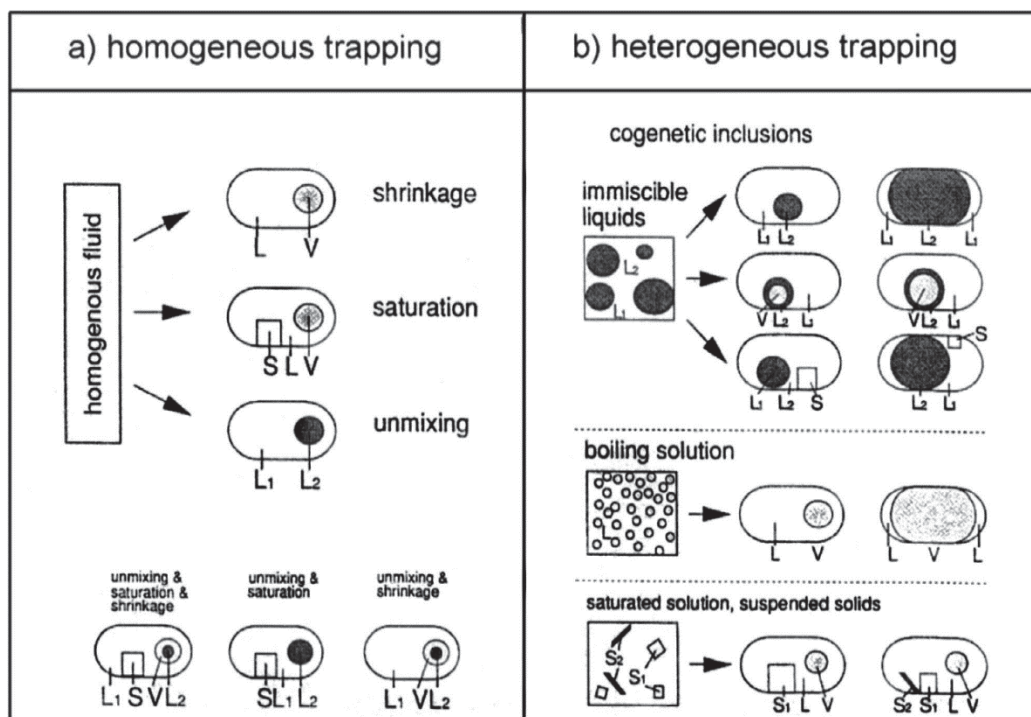 a) homogeneous trapping
homogenous fluid
shrinkage
L V
saturation
S L V
unmixing
L1 L2
unmixing &
saturation &
shrinkage
L1 S V L2
unmixing &
saturation
S L1 L2
unmixing &
shrinkage
L1 V L2
b) heterogeneous trapping
cogenetic inclusions
immiscible
liquids
L2
L1
L1 L2
L1 L2 L1
V L2 L1
V L2 L1
L1 L2 S
S
L2 L1
boiling solution
L
L V
L V L
saturated solution, suspended solids
S2
S1
S1 L V
S2 S1 L V